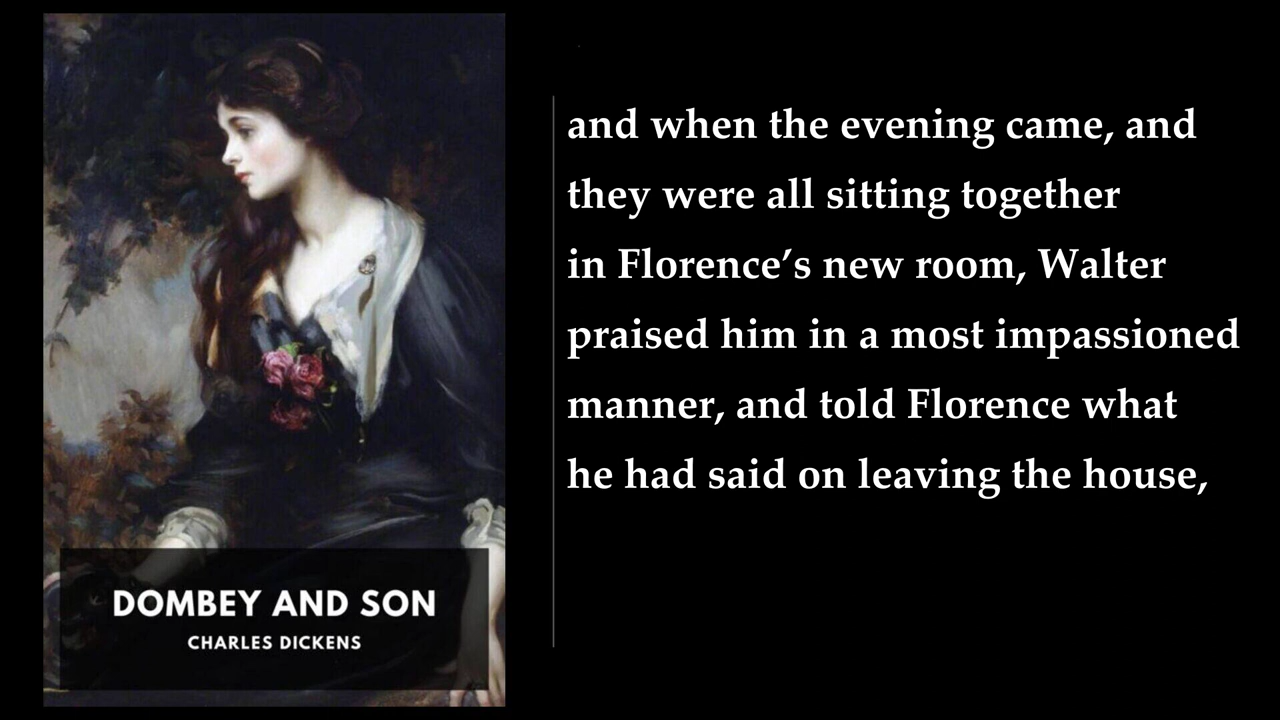 DOMBEY AND SON
CHARLES DICKENS
and when the evening came, and
they were all sitting together
in Florence’s new room, Walter
praised him in a most impassioned
manner, and told Florence what
he had said on leaving the house,